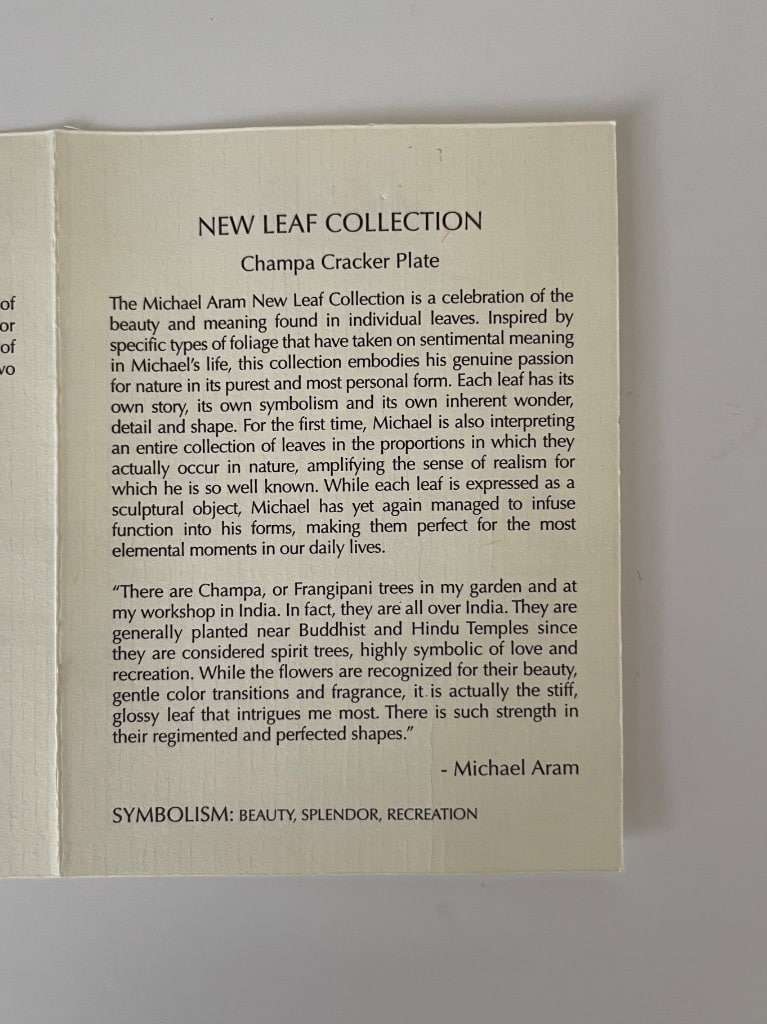 of
or
of
NEW LEAF COLLECTION
Champa Cracker Plate
The Michael Aram New Leaf Collection is a celebration of the
beauty and meaning found in individual leaves. Inspired by
specific types of foliage that have taken on sentimental meaning
in Michael's life, this collection embodies his genuine passion
for nature in its purest and most personal form. Each leaf has its
own story, its own symbolism and its own inherent wonder,
detail and shape. For the first time, Michael is also interpreting
an entire collection of leaves in the proportions in which they
actually occur in nature, amplifying the sense of realism for
which he is so well known. While each leaf is expressed as a
sculptural object, Michael has yet again managed to infuse
function into his forms, making them perfect for the most
elemental moments in our daily lives.
“There are Champa, or Frangipani trees in my garden and at
my workshop in India. In fact, they are all over India. They are
generally planted near Buddhist and Hindu Temples since
they are considered spirit trees, highly symbolic of love and
recreation. While the flowers are recognized for their beauty,
gentle color transitions and fragrance, it is actually the stiff,
glossy leaf that intrigues me most. There is such strength in
their regimented and perfected shapes.”
- Michael Aram
SYMBOLISM: BEAUTY, SPLENDOR, RECREATION